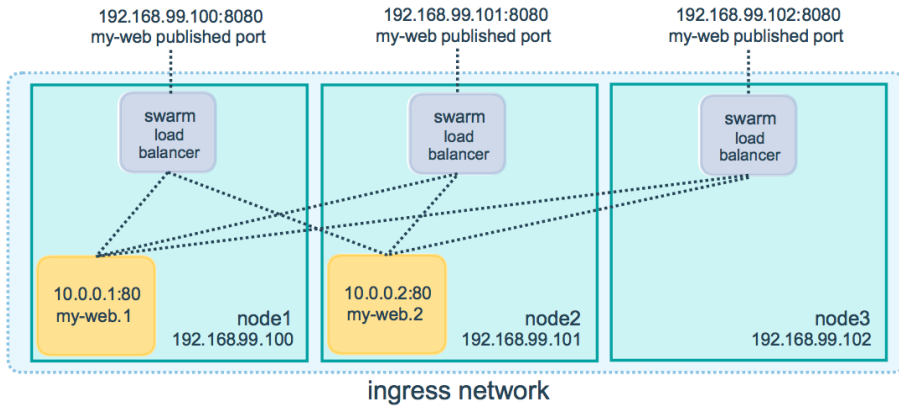 192.168.99.100:8080
my-web published port
192.168.99.101:8080
my-web published port
192.168.99.102:8080
my-web published port
swarm
load
balancer
swarm
load
balancer
swarm
load
balancer
10.0.0.1:80
my-web.1
node1
192.168.99.100
10.0.0.2:80
my-web.2
node2
192.168.99.101
node3
192.168.99.102
ingress network